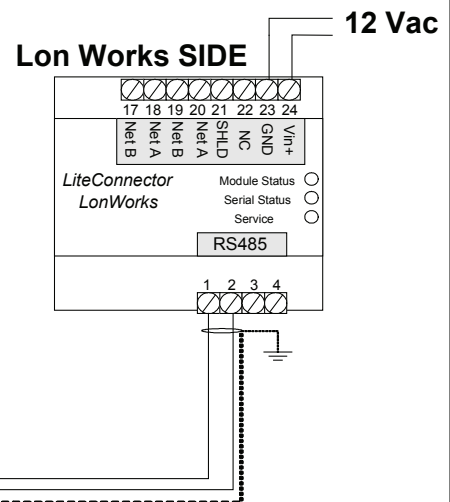 12 Vac
Lon Works SIDE
17 18 19 20 21 22 23 24
Net B Net A Net B Net A SHLD NC GND Vin+
LiteConnector
LonWorks
Module Status
Serial Status
Service
RS485
1 2 3 4